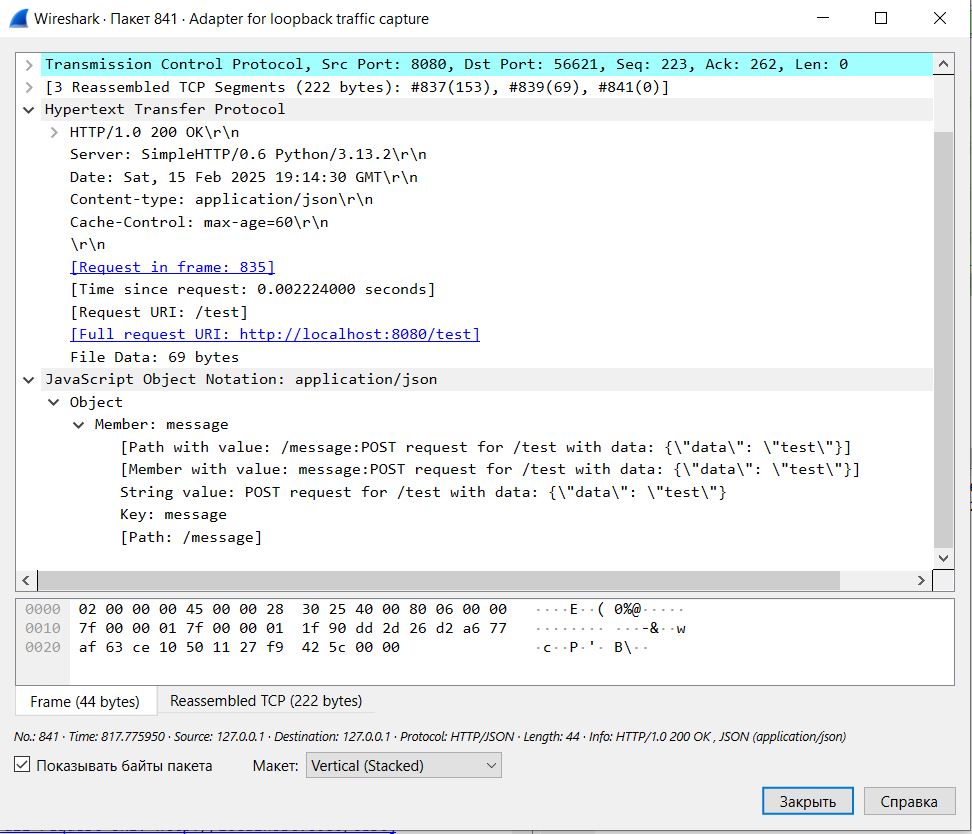 Wireshark · Пакет 841 · Adapter for loopback traffic capture
Transmission Control Protocol, Src Port: 8080, Dst Port: 56621, Seq: 223, Ack: 262, Len: 0
[3 Reassembled TCP Segments (222 bytes): #837(153), #839(69), #841(0)]
Hypertext Transfer Protocol
HTTP/1.0 200 OK\r\n
Server: SimpleHTTP/0.6 Python/3.13.2\r\n
Date: Sat, 15 Feb 2025 19:14:30 GMT\r\n
Content-type: application/json\r\n
Cache-Control: max-age=60\r\n
\r\n
[Request in frame: 835]
[Time since request: 0.002224000 seconds]
[Request URI: /test]
[Full request URI: http://localhost:8080/test]
File Data: 69 bytes
JavaScript Object Notation: application/json
Object
Member: message
[Path with value: /message:POST request for /test with data: {\"data\": \"test\"}]
[Member with value: message:POST request for /test with data: {\"data\": \"test\"}]
String value: POST request for /test with data: {\"data\": \"test\"}
Key: message
[Path: /message]
0000 02 00 00 00 45 00 00 28 30 25 40 00 80 06 00 00 ····E··( 0%@·····
0010 7f 00 00 01 7f 00 00 01 1f 90 dd 2d 26 d2 a6 77 ········ ···-&··w
0020 af 63 ce 10 50 11 27 f9 42 5c 00 00 ·c··P·'· B\··
Frame (44 bytes) Reassembled TCP (222 bytes)
No.: 841 · Time: 817.775950 · Source: 127.0.0.1 · Destination: 127.0.0.1 · Protocol: HTTP/JSON · Length: 44 · Info: HTTP/1.0 200 OK , JSON (application/json)
Показывать байты пакета Макет: Vertical (Stacked)
Закрыть Справка